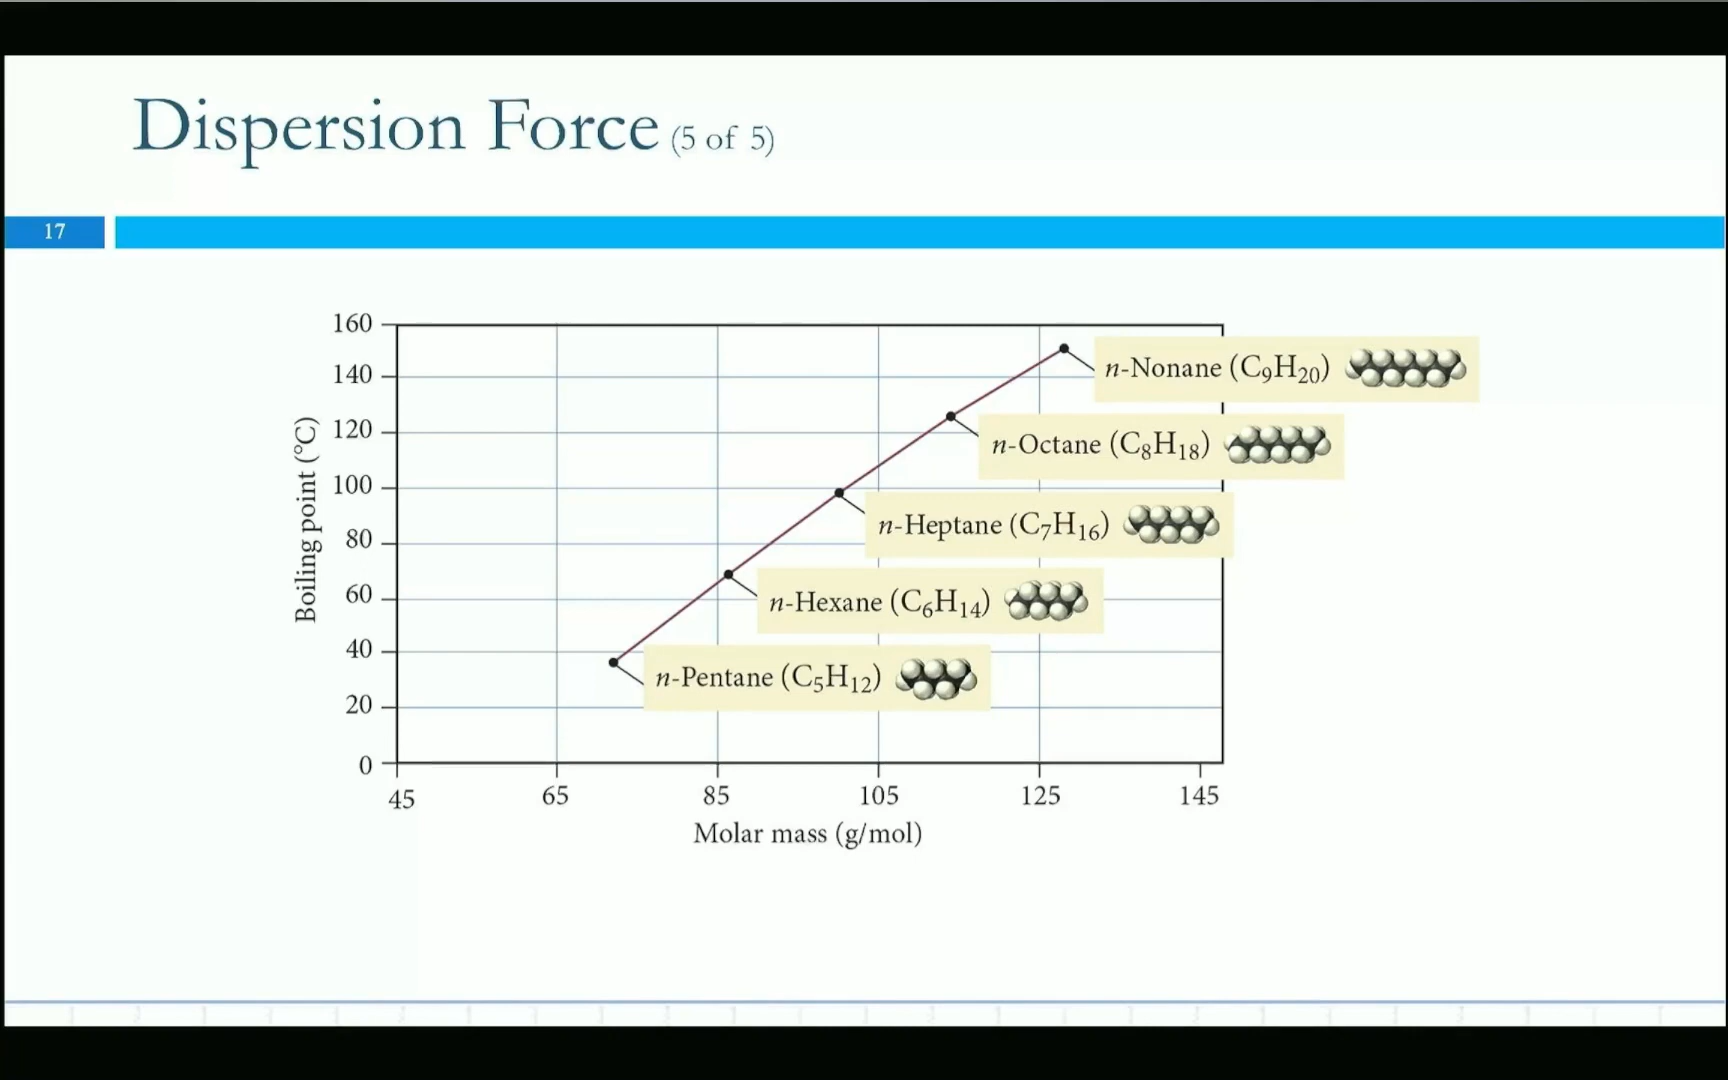 Dispersion Force (5 of 5)
17
160
140
120
100
80
60
40
20
0
Boiling point (°C)
n-Nonane (C₉H₂₀)
n-Octane (C₈H₁₈)
n-Heptane (C₇H₁₆)
n-Hexane (C₆H₁₄)
n-Pentane (C₅H₁₂)
45 65 85 105 125 145
Molar mass (g/mol)